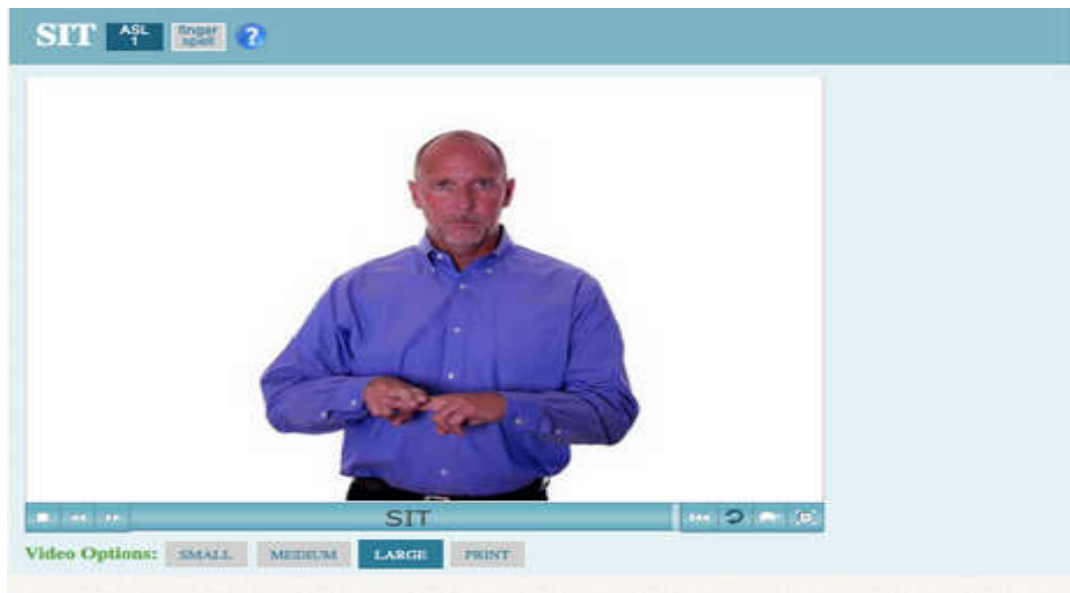 SIT ASL 1 finger spell ?
SIT
Video Options: SMALL MEDIUM LARGE PRINT